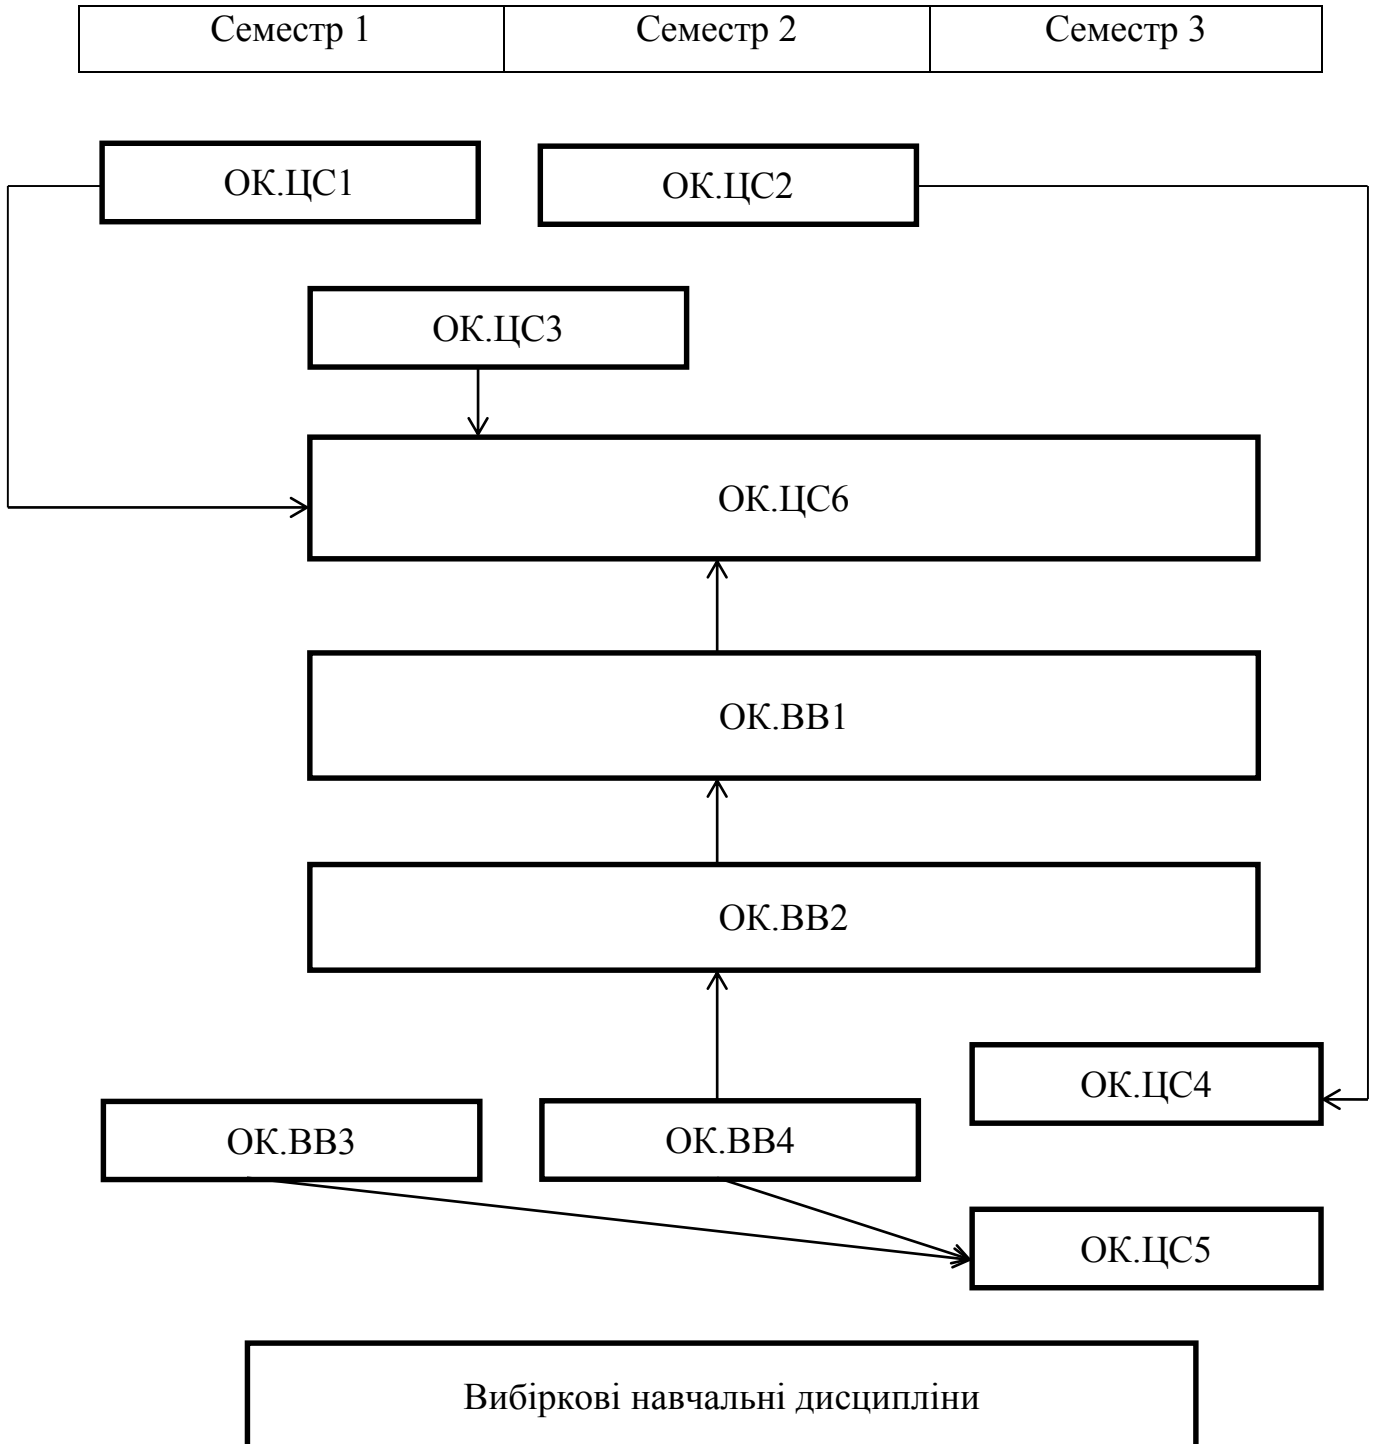 Семестр 1
Семестр 2
Семестр 3
ОК.ЦС1
ОК.ЦС2
ОК.ЦС3
ОК.ЦС6
ОК.ВВ1
ОК.ВВ2
ОК.ЦС4
ОК.ВВ3
ОК.ВВ4
ОК.ЦС5
Вибіркові навчальні дисципліни